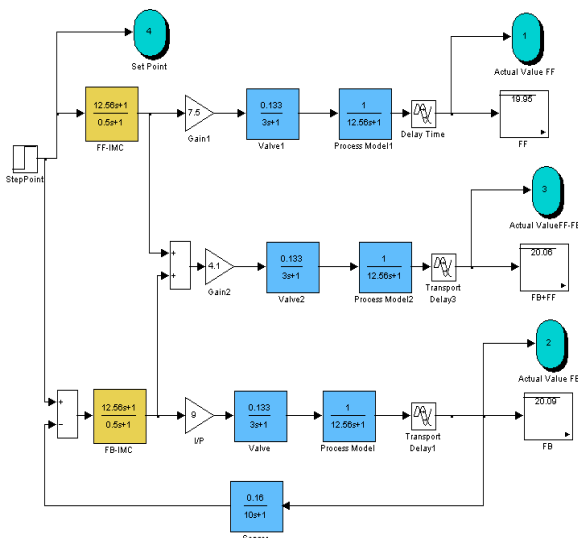 4
Set Point
1
Actual Value FF
12.56s+1
0.5s+1
FF-IMC
7.5
Gain1
0.133
3s+1
Valve1
1
12.56s+1
Process Model1
Delay Time
19.95
FF
StepPoint
3
Actual ValueFF-FB
+
+
4.1
Gain2
0.133
3s+1
Valve2
1
12.56s+1
Process Model2
Transport
Delay3
20.06
FB+FF
2
Actual Value FB
+
−
12.56s+1
0.5s+1
FB-IMC
9
I/P
0.133
3s+1
Valve
1
12.56s+1
Process Model
Transport
Delay1
20.09
FB
0.16
10s+1